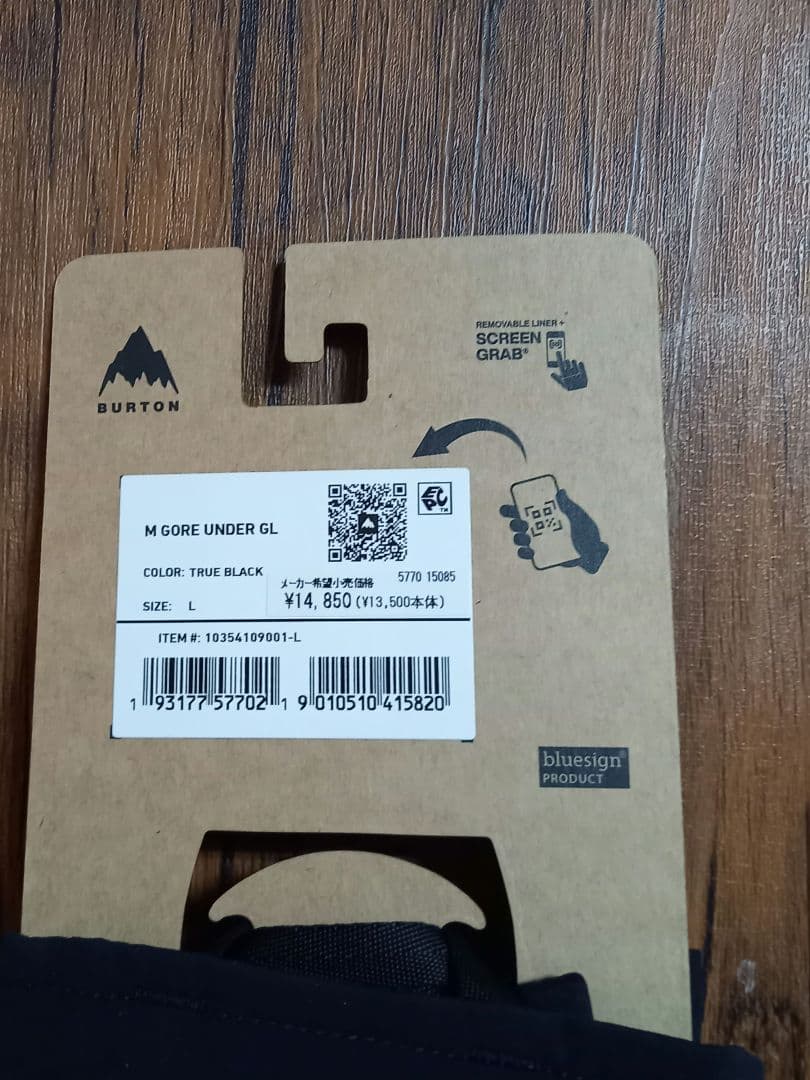 BURTON
REMOVABLE LINER +
SCREEN
GRAB®
M GORE UNDER GL
EPC™
COLOR: TRUE BLACK
メーカー希望小売価格 5770 15085
SIZE: L
¥14,850 (¥13,500本体)
ITEM #: 10354109001-L
1 93177 57702 1
9 010510 415820
bluesign®
PRODUCT